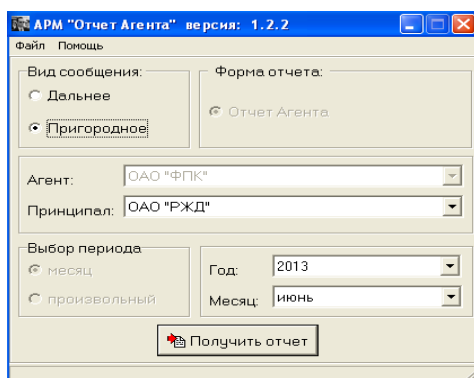 АРМ "Отчет Агента" версия: 1.2.2
Файл Помощь
Вид сообщения:
Дальнее
Пригородное
Форма отчета:
Отчет Агента
Агент: ОАО "ФПК"
Принципал: ОАО "РЖД"
Выбор периода
месяц
произвольный
Год: 2013
Месяц: июнь
Получить отчет